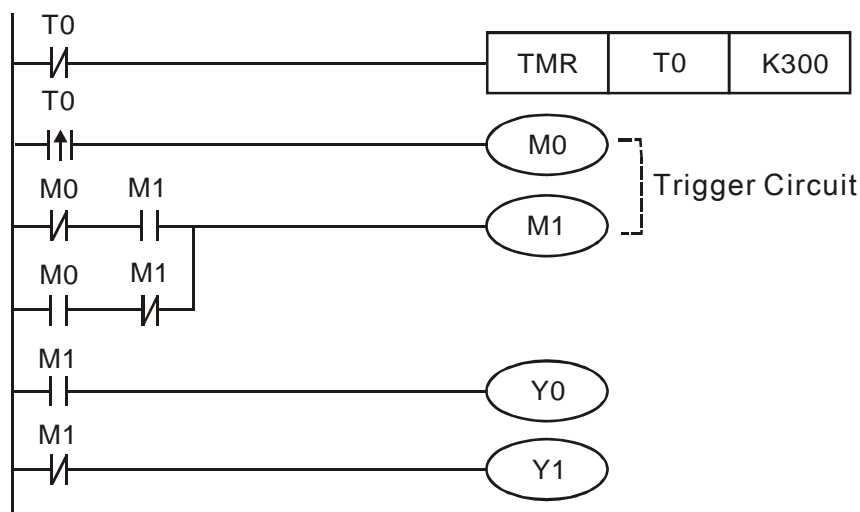 T0
TMR T0 K300
T0
M0
M0 M1
Trigger Circuit
M1
M0 M1
M1
Y0
M1
Y1